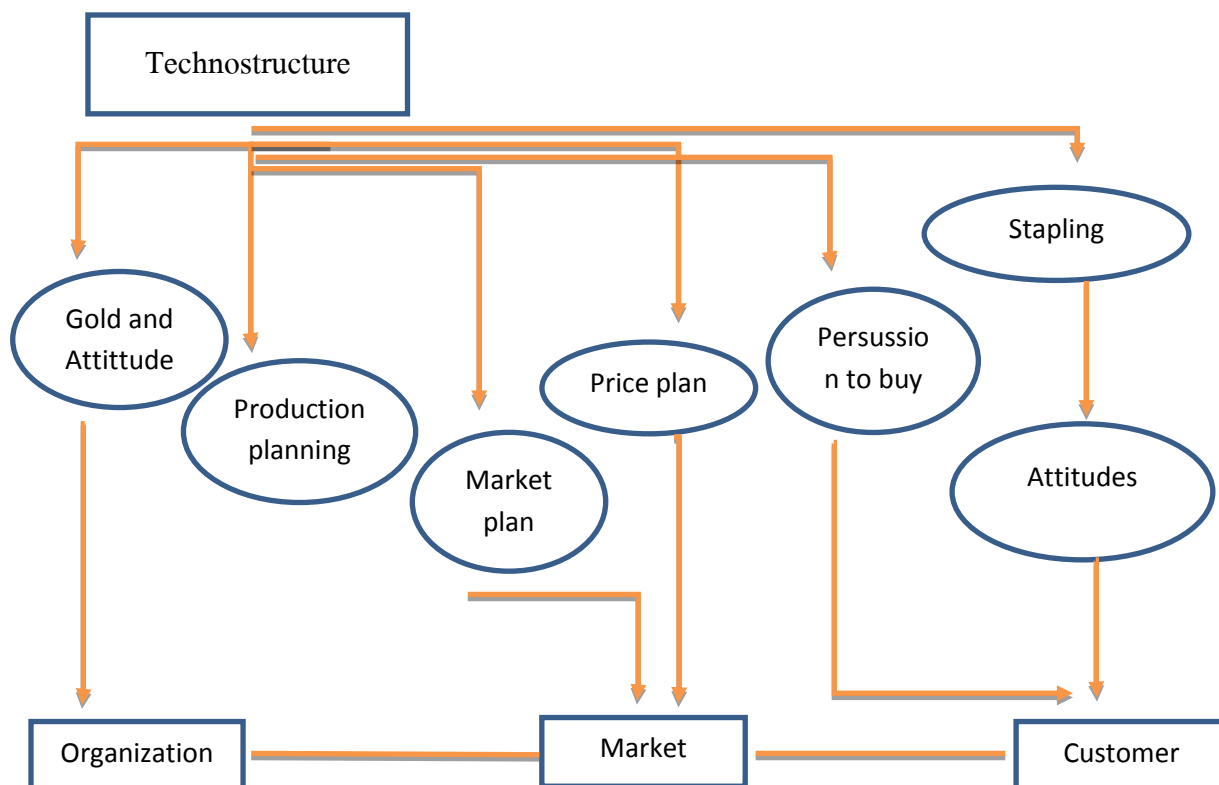 Technostructure
Stapling
Gold and
Attittude
Persussio
n to buy
Price plan
Production
planning
Market
plan
Attitudes
Organization
Market
Customer